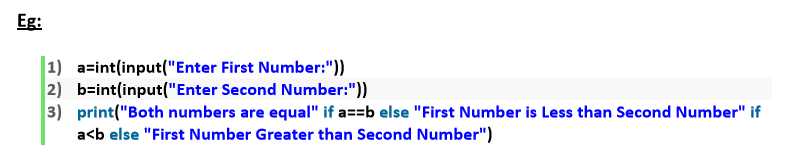 Eg:
1) a=int(input("Enter First Number:"))
2) b=int(input("Enter Second Number:"))
3) print("Both numbers are equal" if a==b else "First Number is Less than Second Number" if
a<b else "First Number Greater than Second Number")